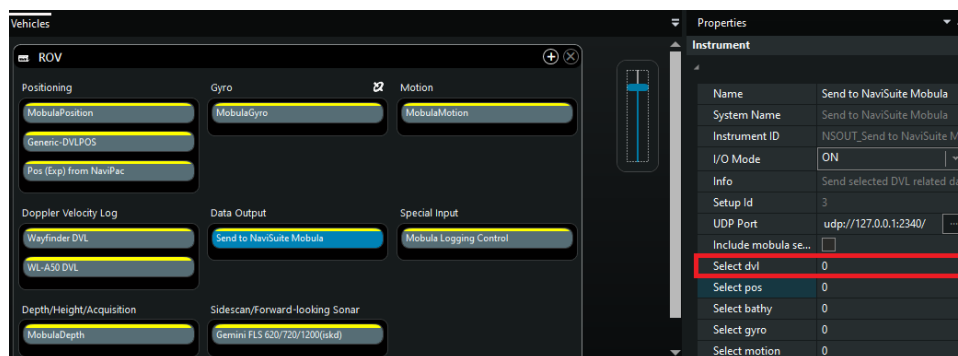 Vehicles
ROV
Positioning Gyro Motion
MobulaPosition MobulaGyro MobulaMotion
Generic-DVLPOS
Pos (Exp) from NaviPac
Doppler Velocity Log Data Output Special Input
Wayfinder DVL Send to NaviSuite Mobula Mobula Logging Control
WL-A50 DVL
Depth/Height/Acquisition Sidescan/Forward-looking Sonar
MobulaDepth Gemini FLS 620/720/1200(iskd)
Properties
Instrument
Name Send to NaviSuite Mobula
System Name Send to NaviSuite Mobula
Instrument ID NSOUT_Send to NaviSuite M
I/O Mode ON
Info Send selected DVL related da
Setup Id 3
UDP Port udp://127.0.0.1:2340/ ...
Include mobula se...
Select dvl 0
Select pos 0
Select bathy 0
Select gyro 0
Select motion 0